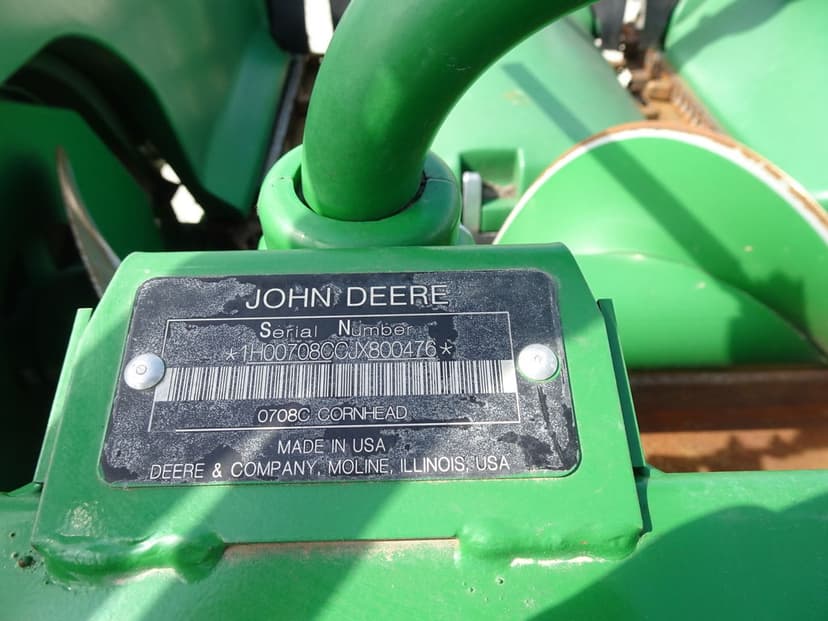 JOHN DEERE
Serial Number
*1H00708CCJX800476*
0708C CORNHEAD
MADE IN USA
DEERE & COMPANY, MOLINE, ILLINOIS, USA